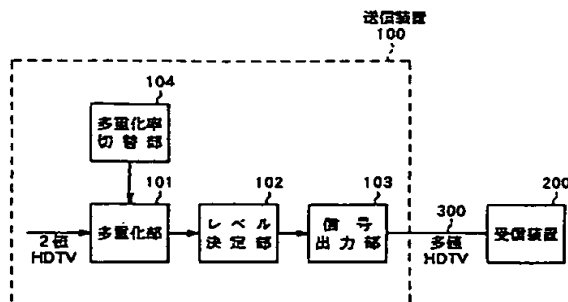 送信装置
100
104
多重化率
切替部
101
102
103
200
2値
HDTV
多重化部
レベル
決定部
信号
出力部
300
多値
HDTV
受信装置